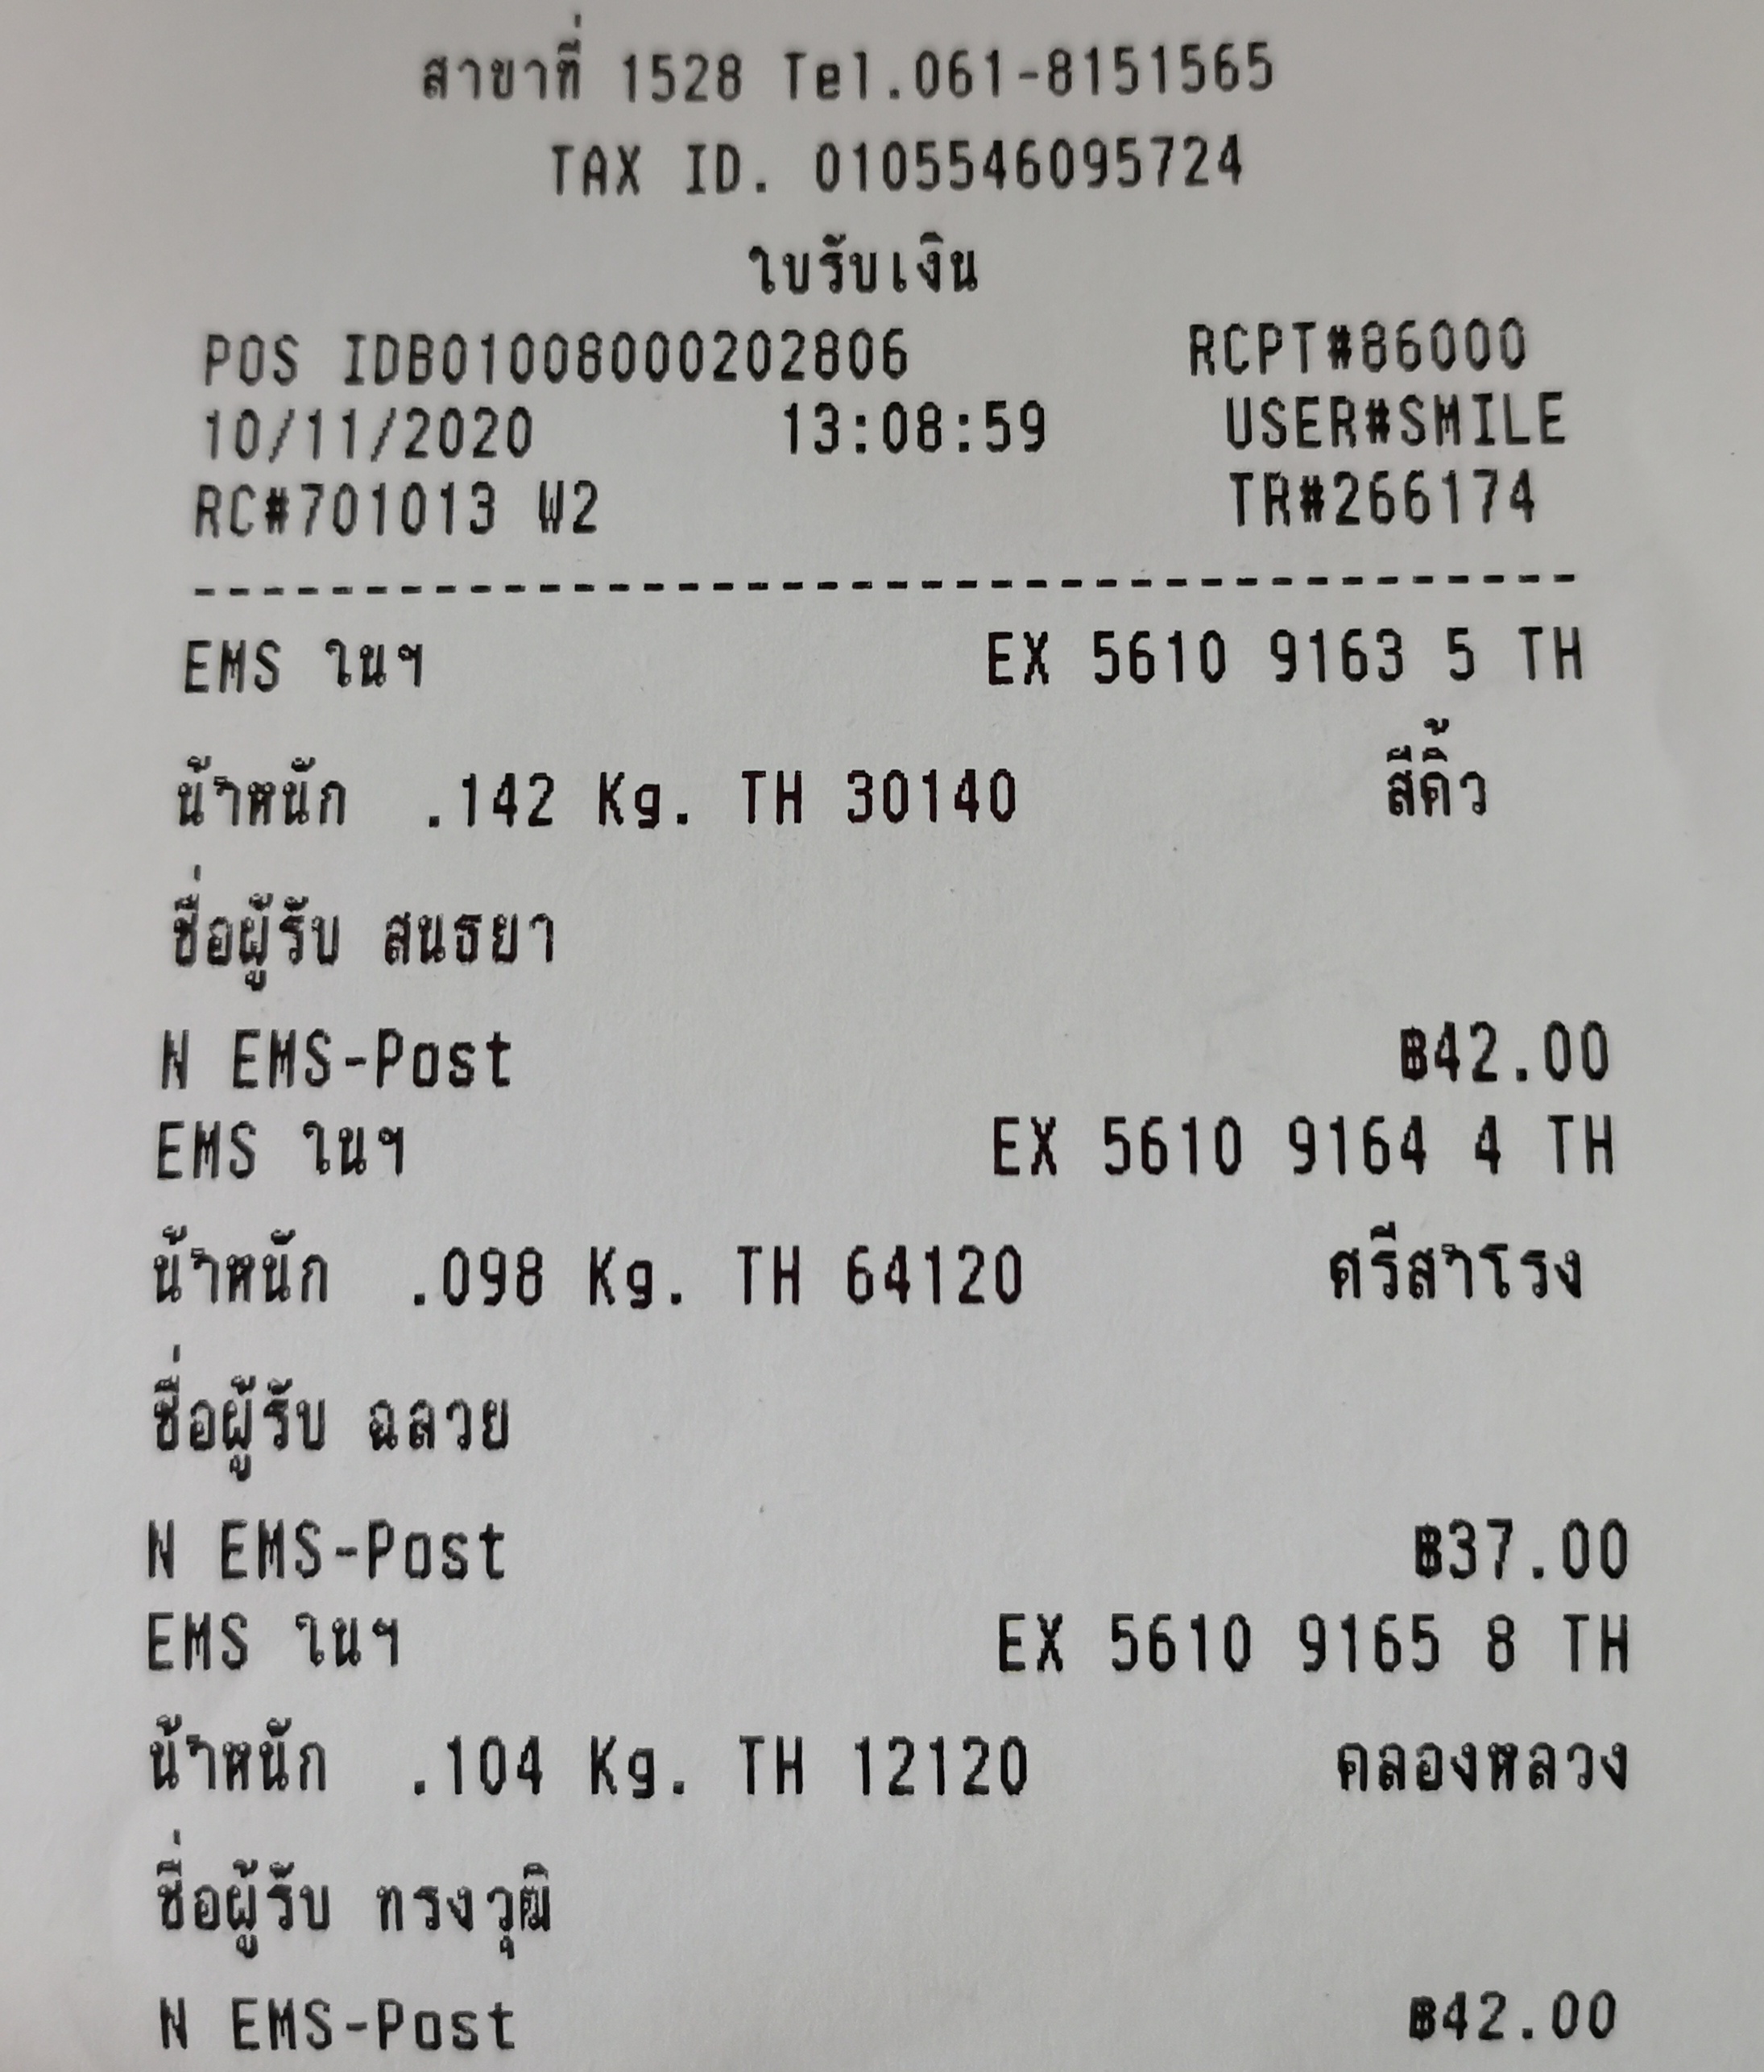 สาขาที่ 1528 Tel.061-8151565
TAX ID. 0105546095724
ใบรับเงิน
POS IDB01008000202806 RCPT#86000
10/11/2020 13:08:59 USER#SMILE
RC#701013 W2 TR#266174
----------------------------------------
EMS ในฯ EX 5610 9163 5 TH
น้ำหนัก .142 Kg. TH 30140 สีคิ้ว
ชื่อผู้รับ สนธยา
N EMS-Post ฿42.00
EMS ในฯ EX 5610 9164 4 TH
น้ำหนัก .098 Kg. TH 64120 ศรีสำโรง
ชื่อผู้รับ ฉลวย
N EMS-Post ฿37.00
EMS ในฯ EX 5610 9165 8 TH
น้ำหนัก .104 Kg. TH 12120 คลองหลวง
ชื่อผู้รับ ทรงวุฒิ
N EMS-Post ฿42.00